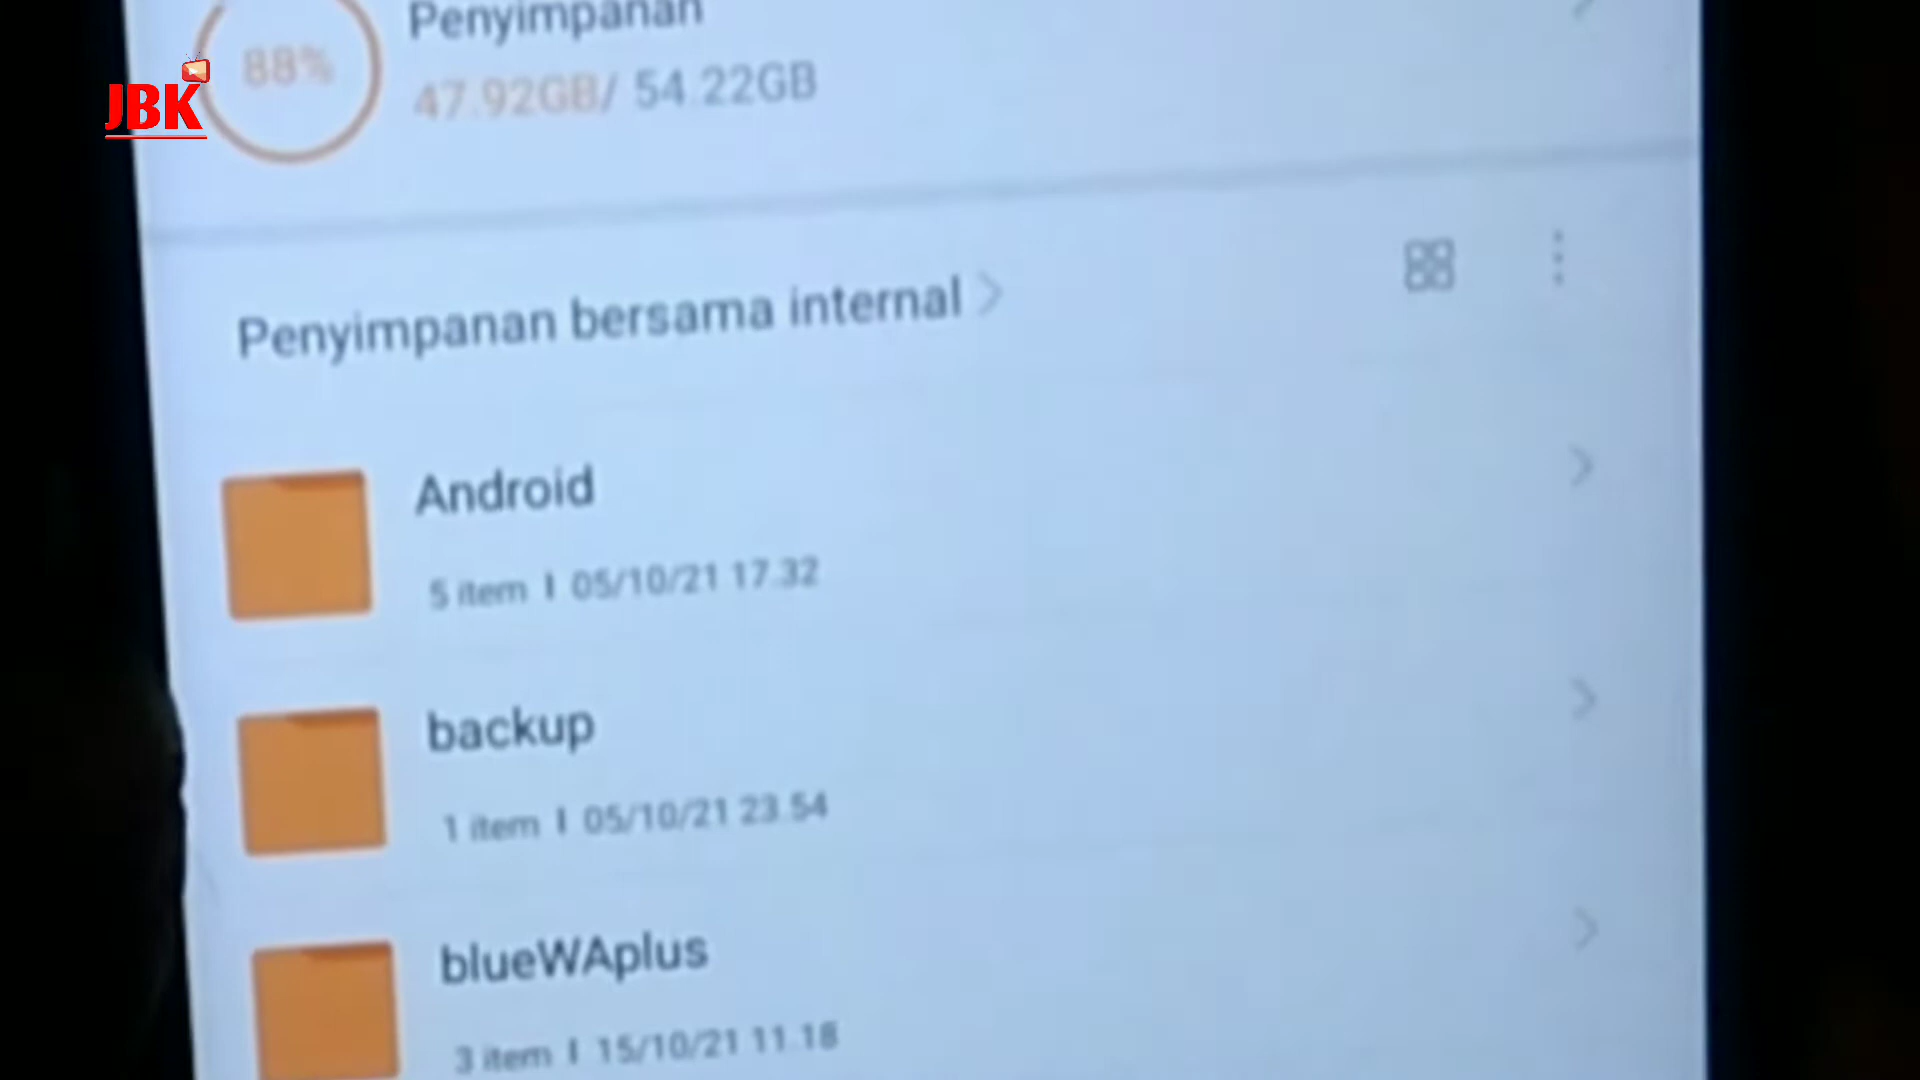 Penyimpanan
88%
47.92GB/ 54.22GB
JBK
Penyimpanan bersama internal
Android
5 item | 05/10/21 17.32
backup
1 item | 05/10/21 23.54
blueWAplus
3 item | 15/10/21 11.18